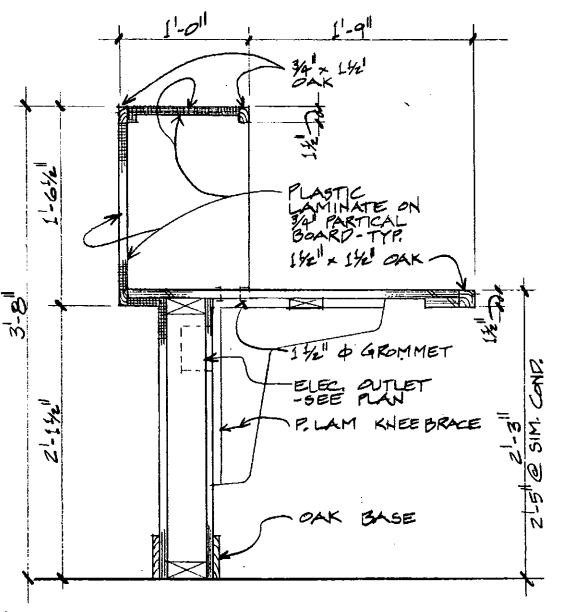 1'-0"
1'-9"
3/4" x 1 1/2"
OAK
1 1/2"
1'-6 1/2"
PLASTIC
LAMINATE ON
3/4" PARTICAL
BOARD-TYP.
1 1/2" x 1 1/2" OAK
3'-8"
1 1/2"
1 1/2" Φ GROMMET
ELEC. OUTLET
-SEE PLAN
P. LAM KNEEBRACE
2'-1 1/2"
2'-3"
2'-5" @ SIM. COND.
OAK BASE